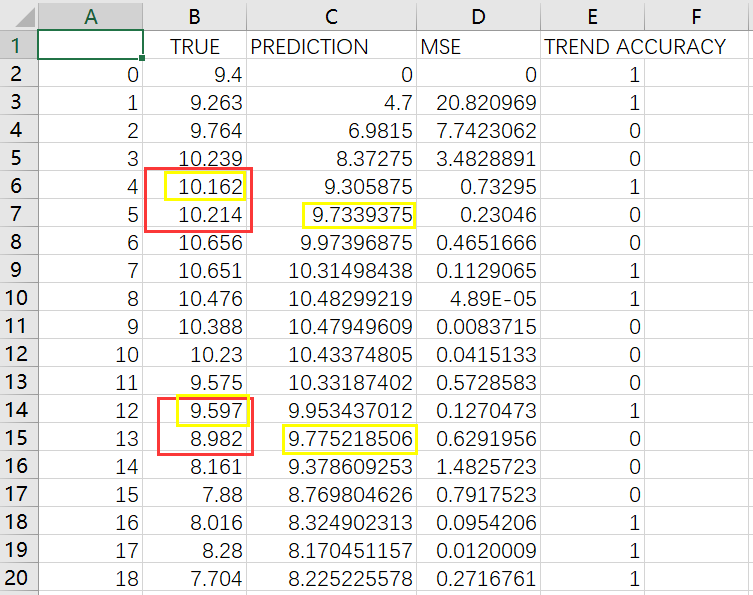 A B C D E F
1 TRUE PREDICTION MSE TREND ACCURACY
2 0 9.4 0 0 1
3 1 9.263 4.7 20.820969 1
4 2 9.764 6.9815 7.7423062 0
5 3 10.239 8.37275 3.4828891 0
6 4 10.162 9.305875 0.73295 1
7 5 10.214 9.7339375 0.23046 0
8 6 10.656 9.97396875 0.4651666 0
9 7 10.651 10.31498438 0.1129065 1
10 8 10.476 10.48299219 4.89E-05 1
11 9 10.388 10.47949609 0.0083715 0
12 10 10.23 10.43374805 0.0415133 0
13 11 9.575 10.33187402 0.5728583 0
14 12 9.597 9.953437012 0.1270473 1
15 13 8.982 9.775218506 0.6291956 0
16 14 8.161 9.378609253 1.4825723 0
17 15 7.88 8.769804626 0.7917523 0
18 16 8.016 8.324902313 0.0954206 1
19 17 8.28 8.170451157 0.0120009 1
20 18 7.704 8.225225578 0.2716761 1